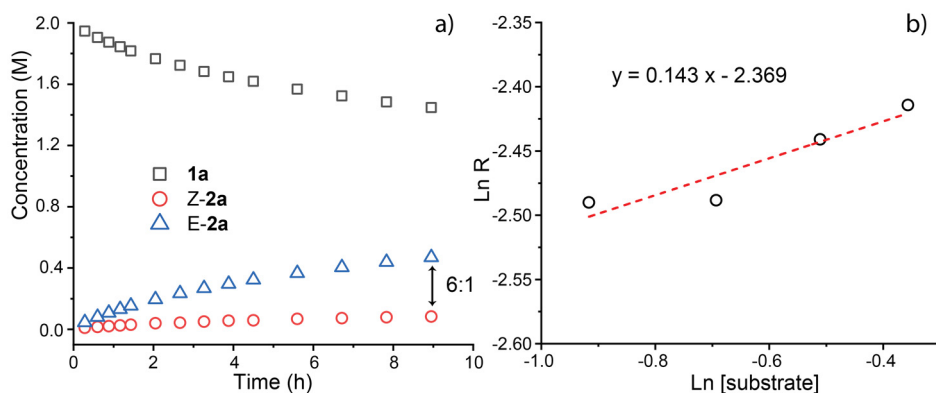 a)
Concentration (M)
2.0
1.6
1.2
0.8
0.4
0.0
1a
Z-2a
E-2a
6:1
0 2 4 6 8 10
Time (h)
b)
Ln R
-2.35
-2.40
-2.45
-2.50
-2.55
-2.60
y = 0.143 x - 2.369
-1.0 -0.8 -0.6 -0.4
Ln [substrate]